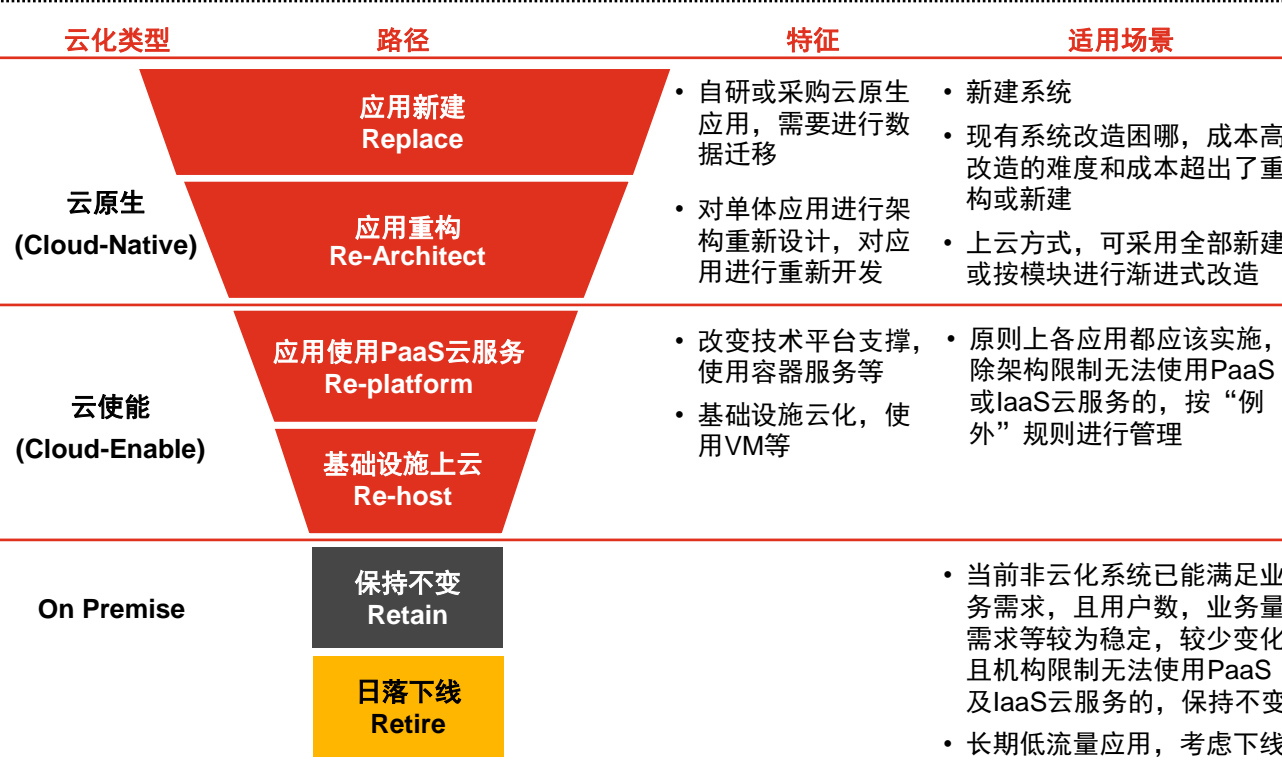 云化类型
路径
特征
适用场景
云原生
(Cloud-Native)
应用新建
Replace
应用重构
Re-Architect
• 自研或采购云原生
应用，需要进行数
据迁移
• 对单体应用进行架
构重新设计，对应
用进行重新开发
• 新建系统
• 现有系统改造困哪，成本高
改造的难度和成本超出了重
构或新建
• 上云方式，可采用全部新建
或按模块进行渐进式改造
云使能
(Cloud-Enable)
应用使用PaaS云服务
Re-platform
基础设施上云
Re-host
• 改变技术平台支撑，
使用容器服务等
• 基础设施云化，使
用VM等
• 原则上各应用都应该实施，
除架构限制无法使用PaaS
或IaaS云服务的，按“例
外”规则进行管理
On Premise
保持不变
Retain
日落下线
Retire
• 当前非云化系统已能满足业
务需求，且用户数，业务量
需求等较为稳定，较少变化
且机构限制无法使用PaaS
及IaaS云服务的，保持不变
• 长期低流量应用，考虑下线